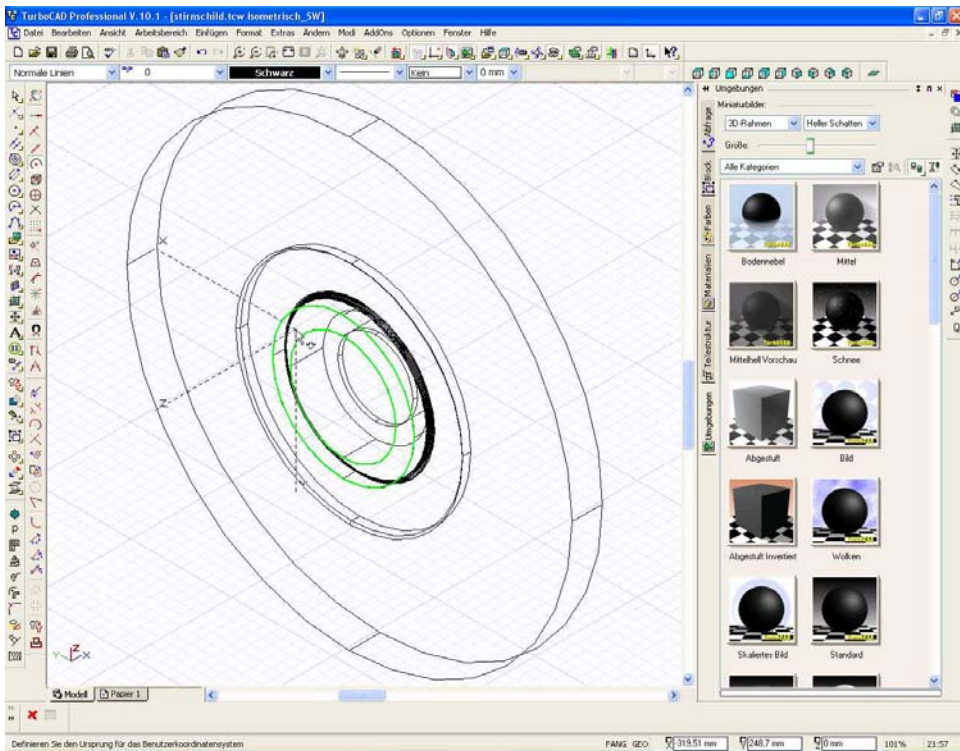 TurboCAD Professional V.10.1 - [stirnschild.tcw Isometrisch_SW]
Datei Bearbeiten Ansicht Arbeitsbereich Einfügen Format Extras Ändern Modi AddOns Optionen Fenster Hilfe
Normale Linien 0 Schwarz Kein 0 mm
Umgebungen
Miniaturbilder:
3D-Rahmen Heller Schatten
Größe:
Alle Kategorien
Abfrage
Block
Farben
Materialien
Teilestruktur
Umgebungen
Bodennebel Mittel
Mittelhell Vorschau Schnee
Abgestuft Bild
Abgestuft Invertiert Wolken
Skaliertes Bild Standard
X
Z
Z
Y X
Modell Papier 1
Definieren Sie den Ursprung für das Benutzerkoordinatensystem
FANG GEO -319,51 mm 248,7 mm 0 mm 101% 21:57